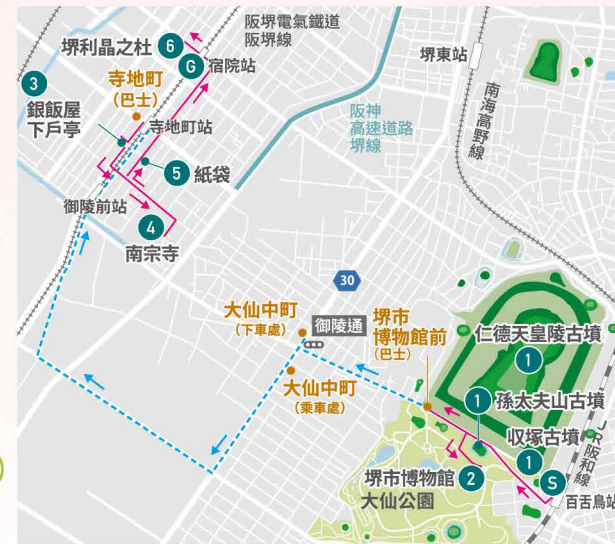 阪堺電氣鐵道
阪堺線
堺利晶之杜
6
G
宿院站
堺東站
3
寺地町
(巴士)
銀飯屋
下戶亭
寺地町站
南海高野線
阪神
高速道路
堺線
5
紙袋
御陵前站
4
南宗寺
30
大仙中町
(下車處)
御陵通
堺市
博物館前
(巴士)
仁德天皇陵古墳
1
大仙中町
(乘車處)
1
孫太夫山古墳
收塚古墳
1
JR阪和線
堺市博物館
2
大仙公園
S
百舌鳥站